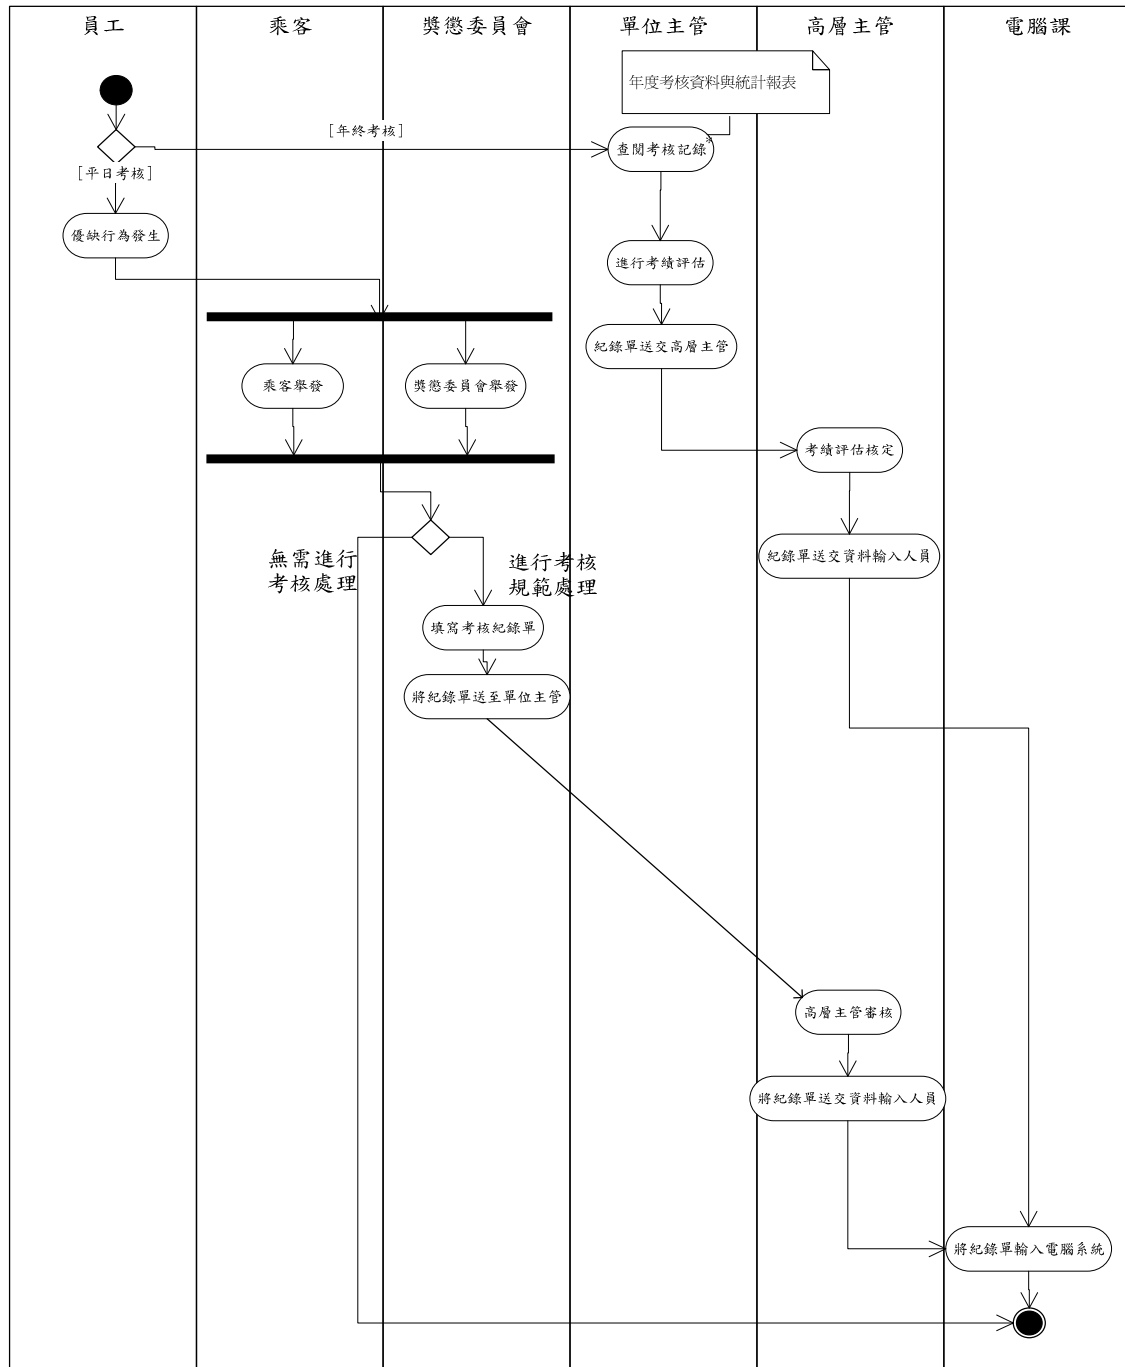 員工
乘客
獎懲委員會
單位主管
高層主管
電腦課
年度考核資料與統計報表
[年終考核]
查閱考核記錄
*
[平日考核]
優缺行為發生
進行考績評估
紀錄單送交高層主管
乘客舉發
獎懲委員會舉發
考績評估核定
無需進行
考核處理
進行考核
規範處理
紀錄單送交資料輸入人員
填寫考核紀錄單
將紀錄單送至單位主管
高層主管審核
將紀錄單送交資料輸入人員
將紀錄單輸入電腦系統